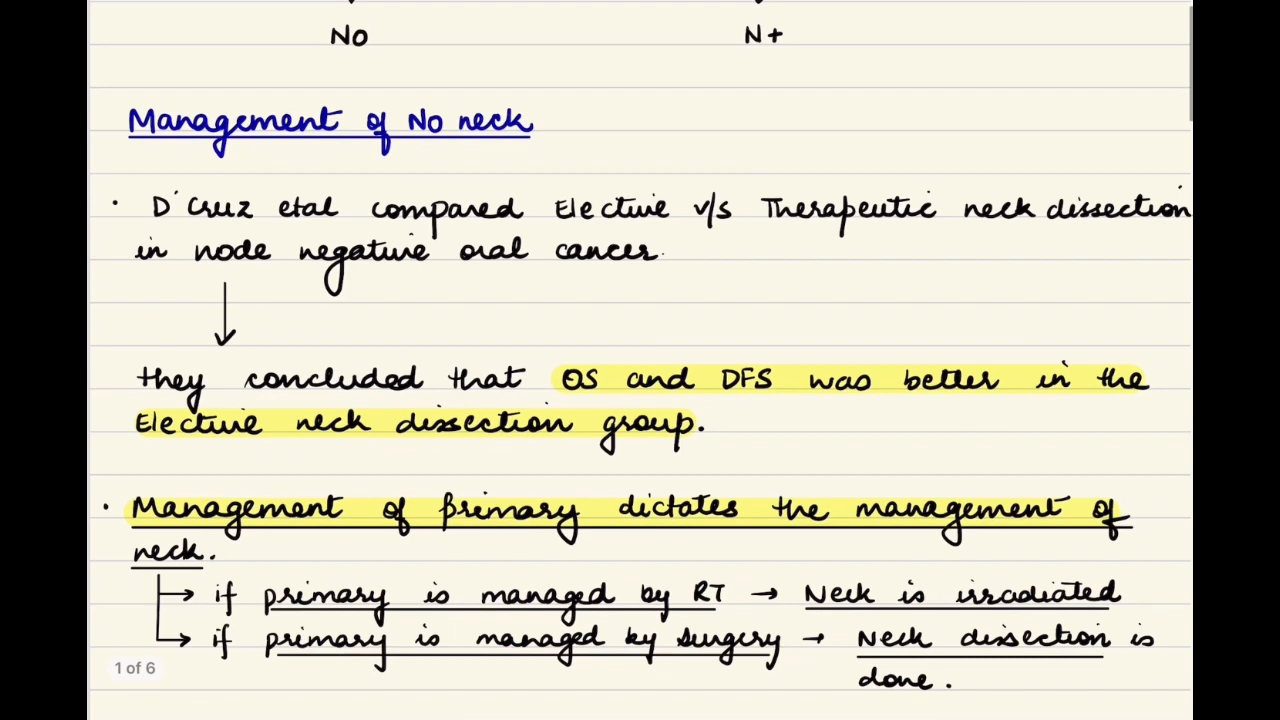 No N+
Management of No neck
• D'Cruz etal compared Elective v/s Therapeutic neck dissection
in node negative oral cancer.
↓
they concluded that OS and DFS was better in the
Elective neck dissection group.
• Management of primary dictates the management of
neck.
→ if primary is managed by RT → Neck is irradiated
→ if primary is managed by surgery → Neck dissection is
done.
1 of 6